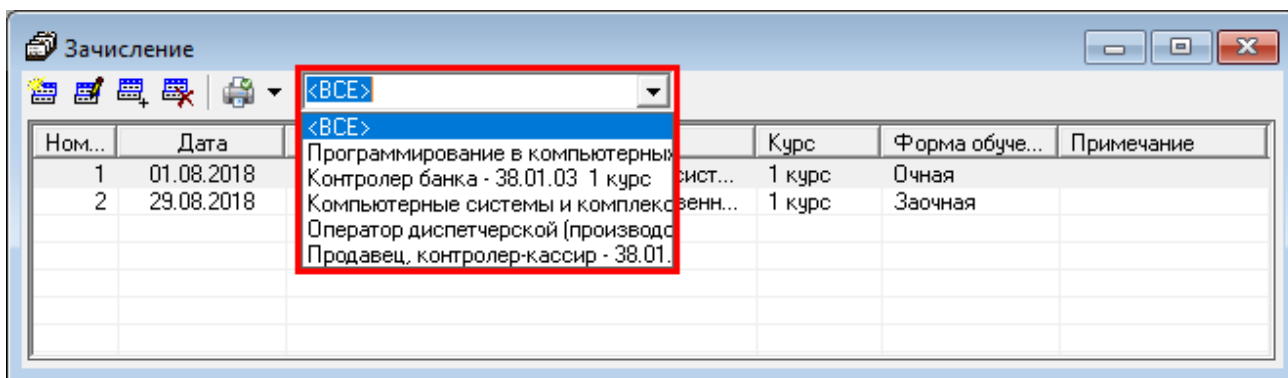 Зачисление
<ВСЕ>
<ВСЕ>
Программирование в компьютерных
Контролер банка - 38.01.03 1 курс
Компьютерные системы и комплекс
Оператор диспетчерской (производс
Продавец, контролер-кассир - 38.01.
Ном... Дата Курс Форма обуче... Примечание
1 01.08.2018 сист... 1 курс Очная
2 29.08.2018 венн... 1 курс Заочная